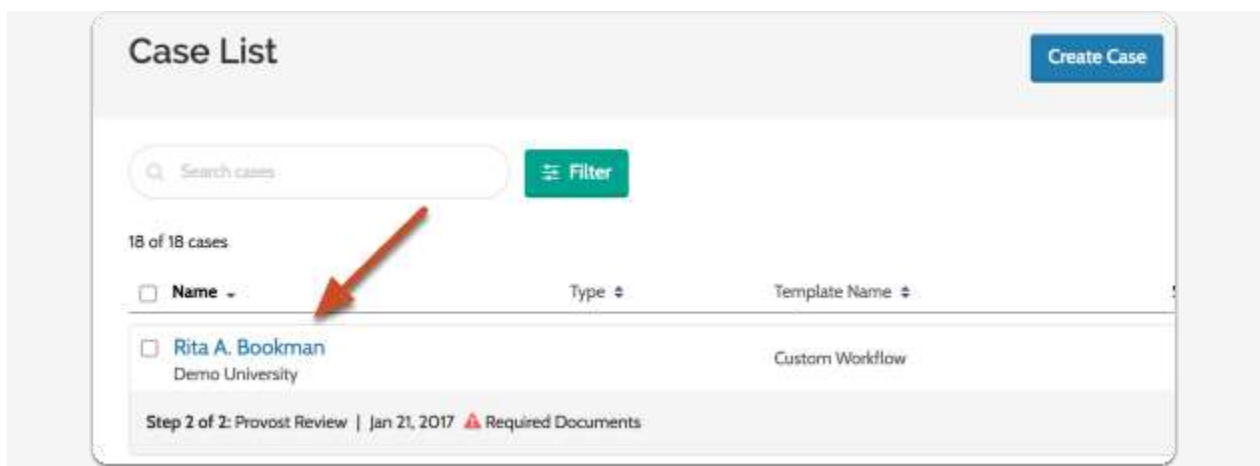 Case List
Create Case
Search cases
Filter
18 of 18 cases
Name Type Template Name
Rita A. Bookman
Demo University
Custom Workflow
Step 2 of 2: Provost Review | Jan 21, 2017 Required Documents